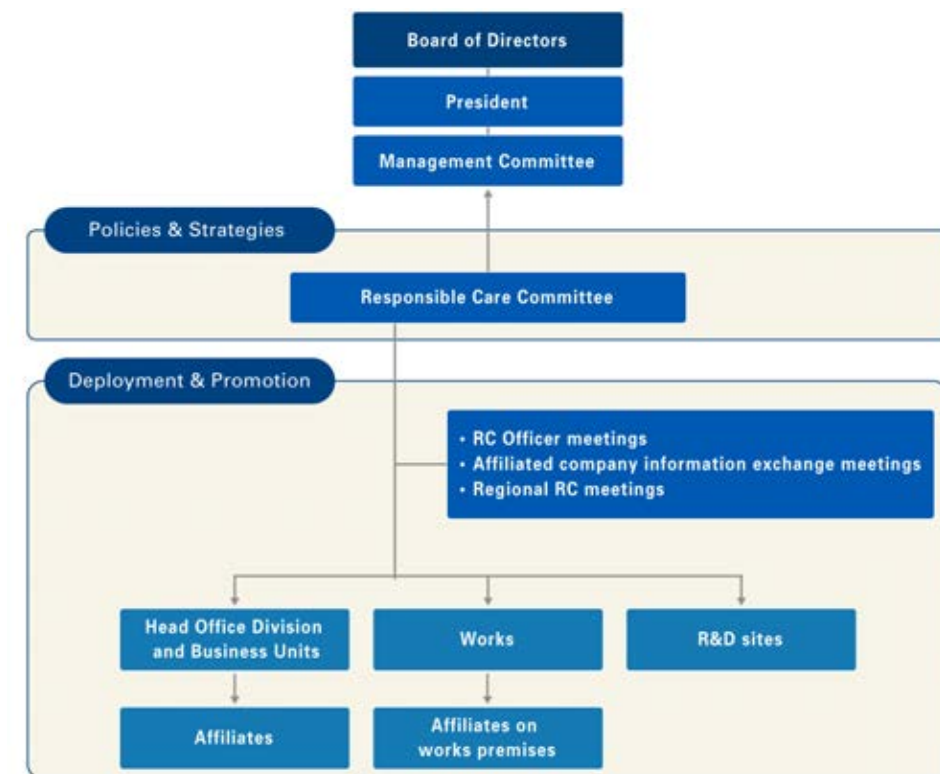 Board of Directors
President
Management Committee
Policies & Strategies
Responsible Care Committee
Deployment & Promotion
• RC Officer meetings
• Affiliated company information exchange meetings
• Regional RC meetings
Head Office Division
and Business Units
Works
R&D sites
Affiliates
Affiliates on
works premises